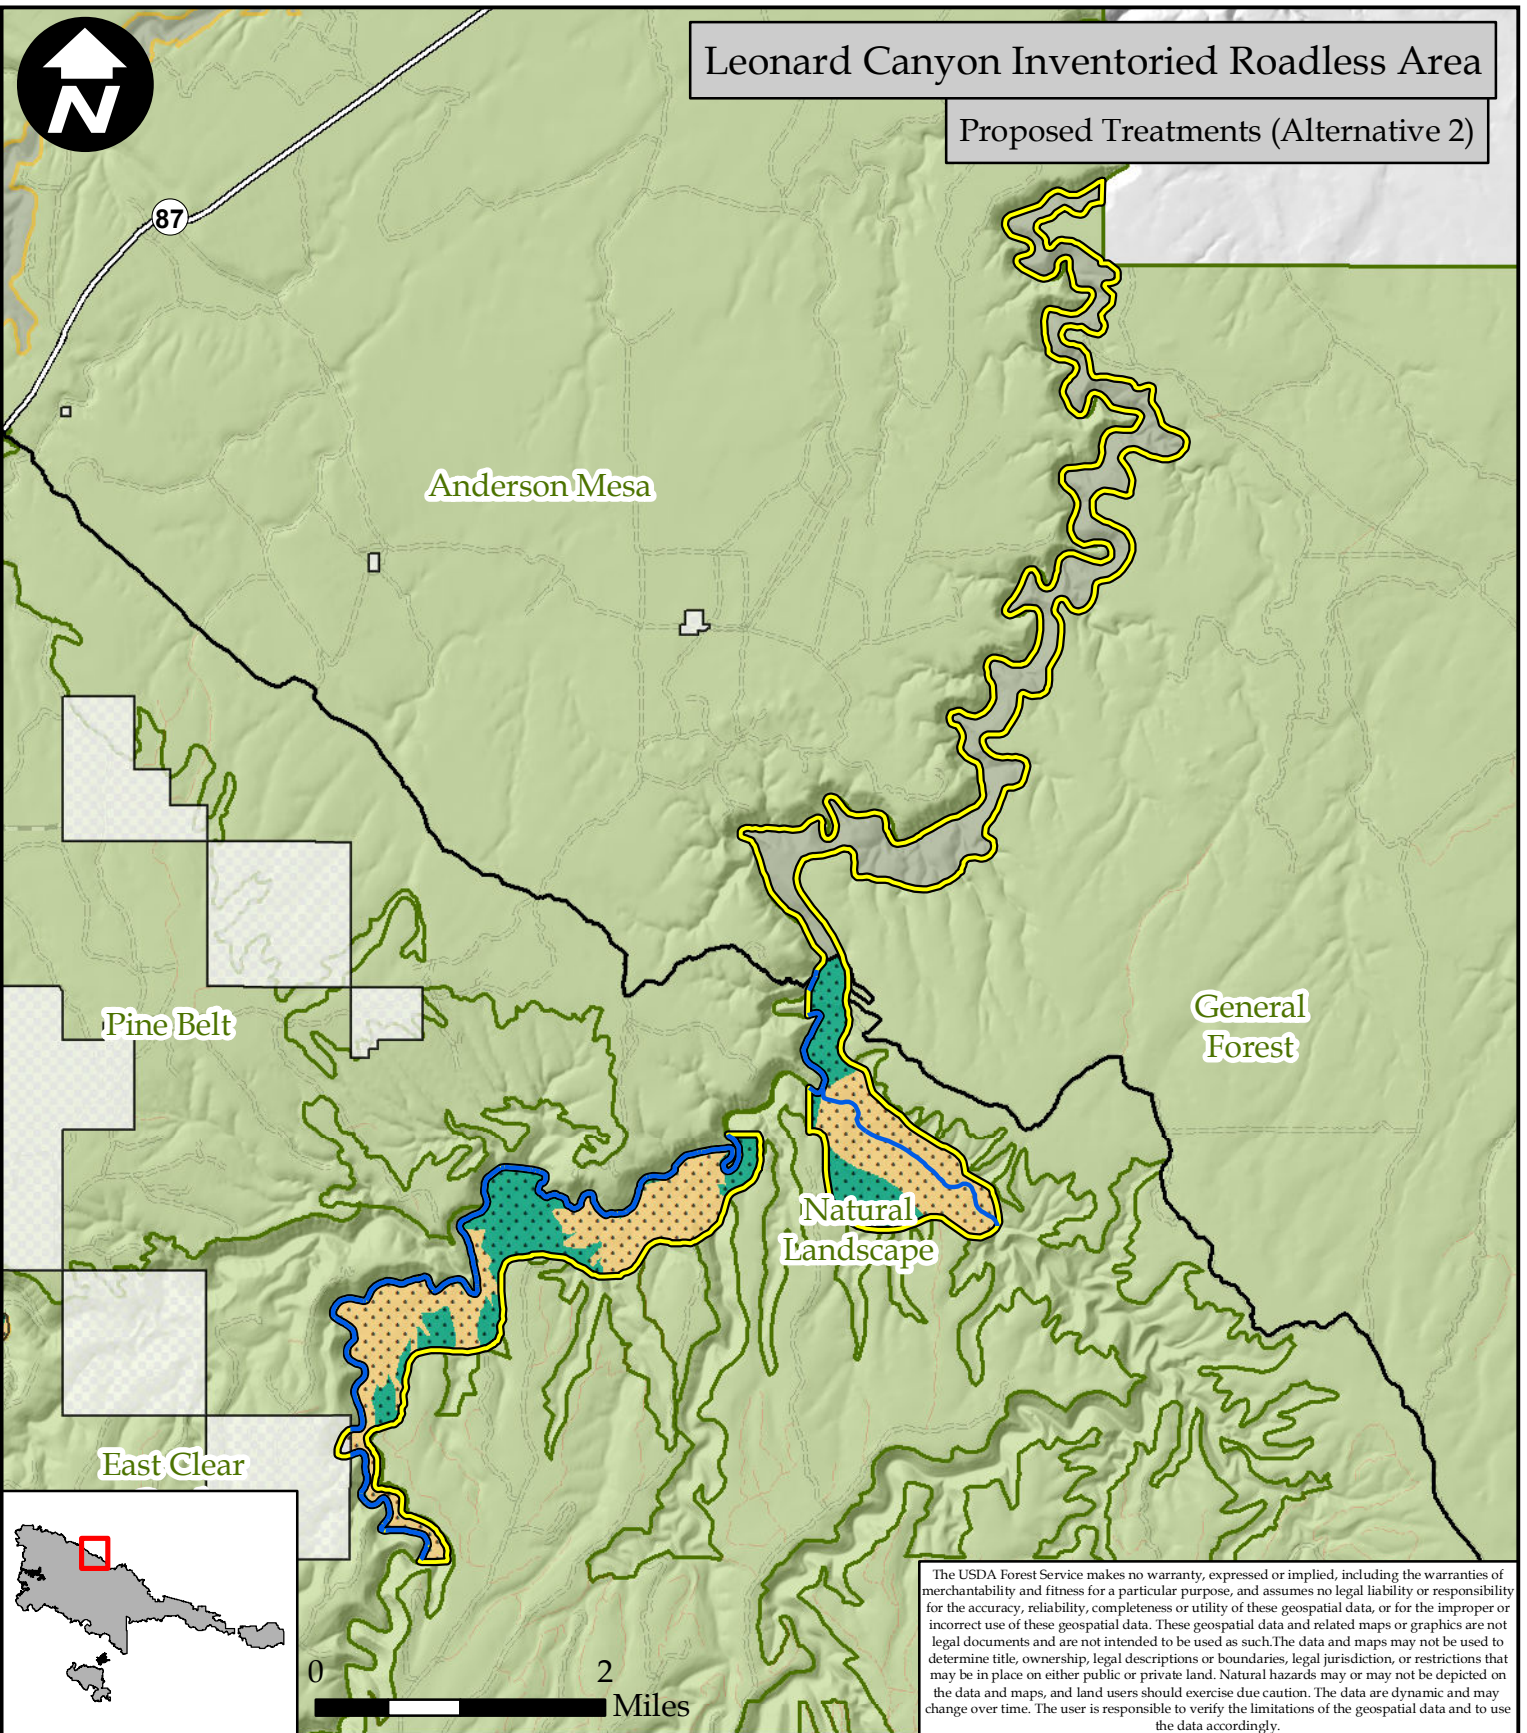 N
Leonard Canyon Inventoried Roadless Area
Proposed Treatments (Alternative 2)
87
Anderson Mesa
Pine Belt
General
Forest
Natural
Landscape
East Clear
0 2
Miles
The USDA Forest Service makes no warranty, expressed or implied, including the warranties of
merchantability and fitness for a particular purpose, and assumes no legal liability or responsibility
for the accuracy, reliability, completeness or utility of these geospatial data, or for the improper or
incorrect use of these geospatial data. These geospatial data and related maps or graphics are not
legal documents and are not intended to be used as such.The data and maps may not be used to
determine title, ownership, legal descriptions or boundaries, legal jurisdiction, or restrictions that
may be in place on either public or private land. Natural hazards may or may not be depicted on
the data and maps, and land users should exercise due caution. The data are dynamic and may
change over time. The user is responsible to verify the limitations of the geospatial data and to use
the data accordingly.